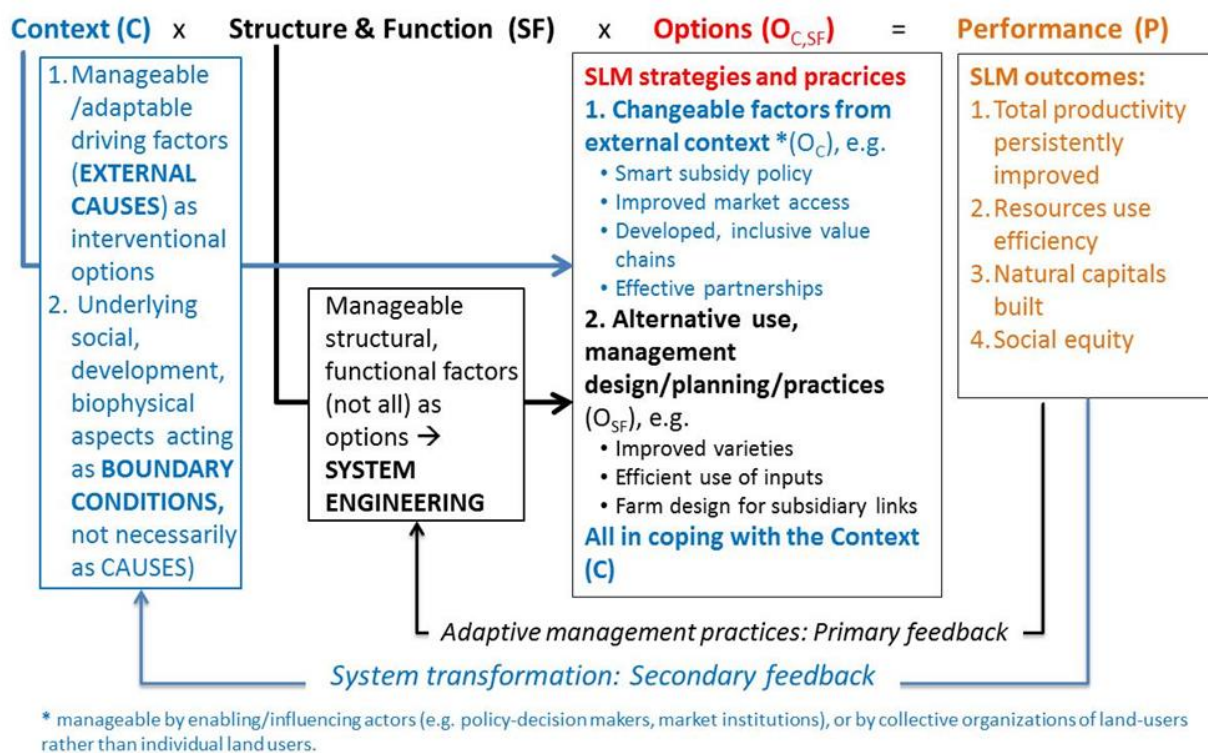 Context (C) x Structure & Function (SF) x Options (O_C,SF) = Performance (P)
1. Manageable
/adaptable
driving factors
(EXTERNAL
CAUSES) as
interventional
options
2. Underlying
social,
development,
biophysical
aspects acting
as BOUNDARY
CONDITIONS,
not necessarily
as CAUSES)
Manageable
structural,
functional factors
(not all) as
options →
SYSTEM
ENGINEERING
SLM strategies and pracrices
1. Changeable factors from
external context *(O_C), e.g.
• Smart subsidy policy
• Improved market access
• Developed, inclusive value
chains
• Effective partnerships
2. Alternative use,
management
design/planning/practices
(O_SF), e.g.
• Improved varieties
• Efficient use of inputs
• Farm design for subsidiary links
All in coping with the Context
(C)
SLM outcomes:
1. Total productivity
persistently
improved
2. Resources use
efficiency
3. Natural capitals
built
4. Social equity
Adaptive management practices: Primary feedback
System transformation: Secondary feedback
* manageable by enabling/influencing actors (e.g. policy-decision makers, market institutions), or by collective organizations of land-users
rather than individual land users.